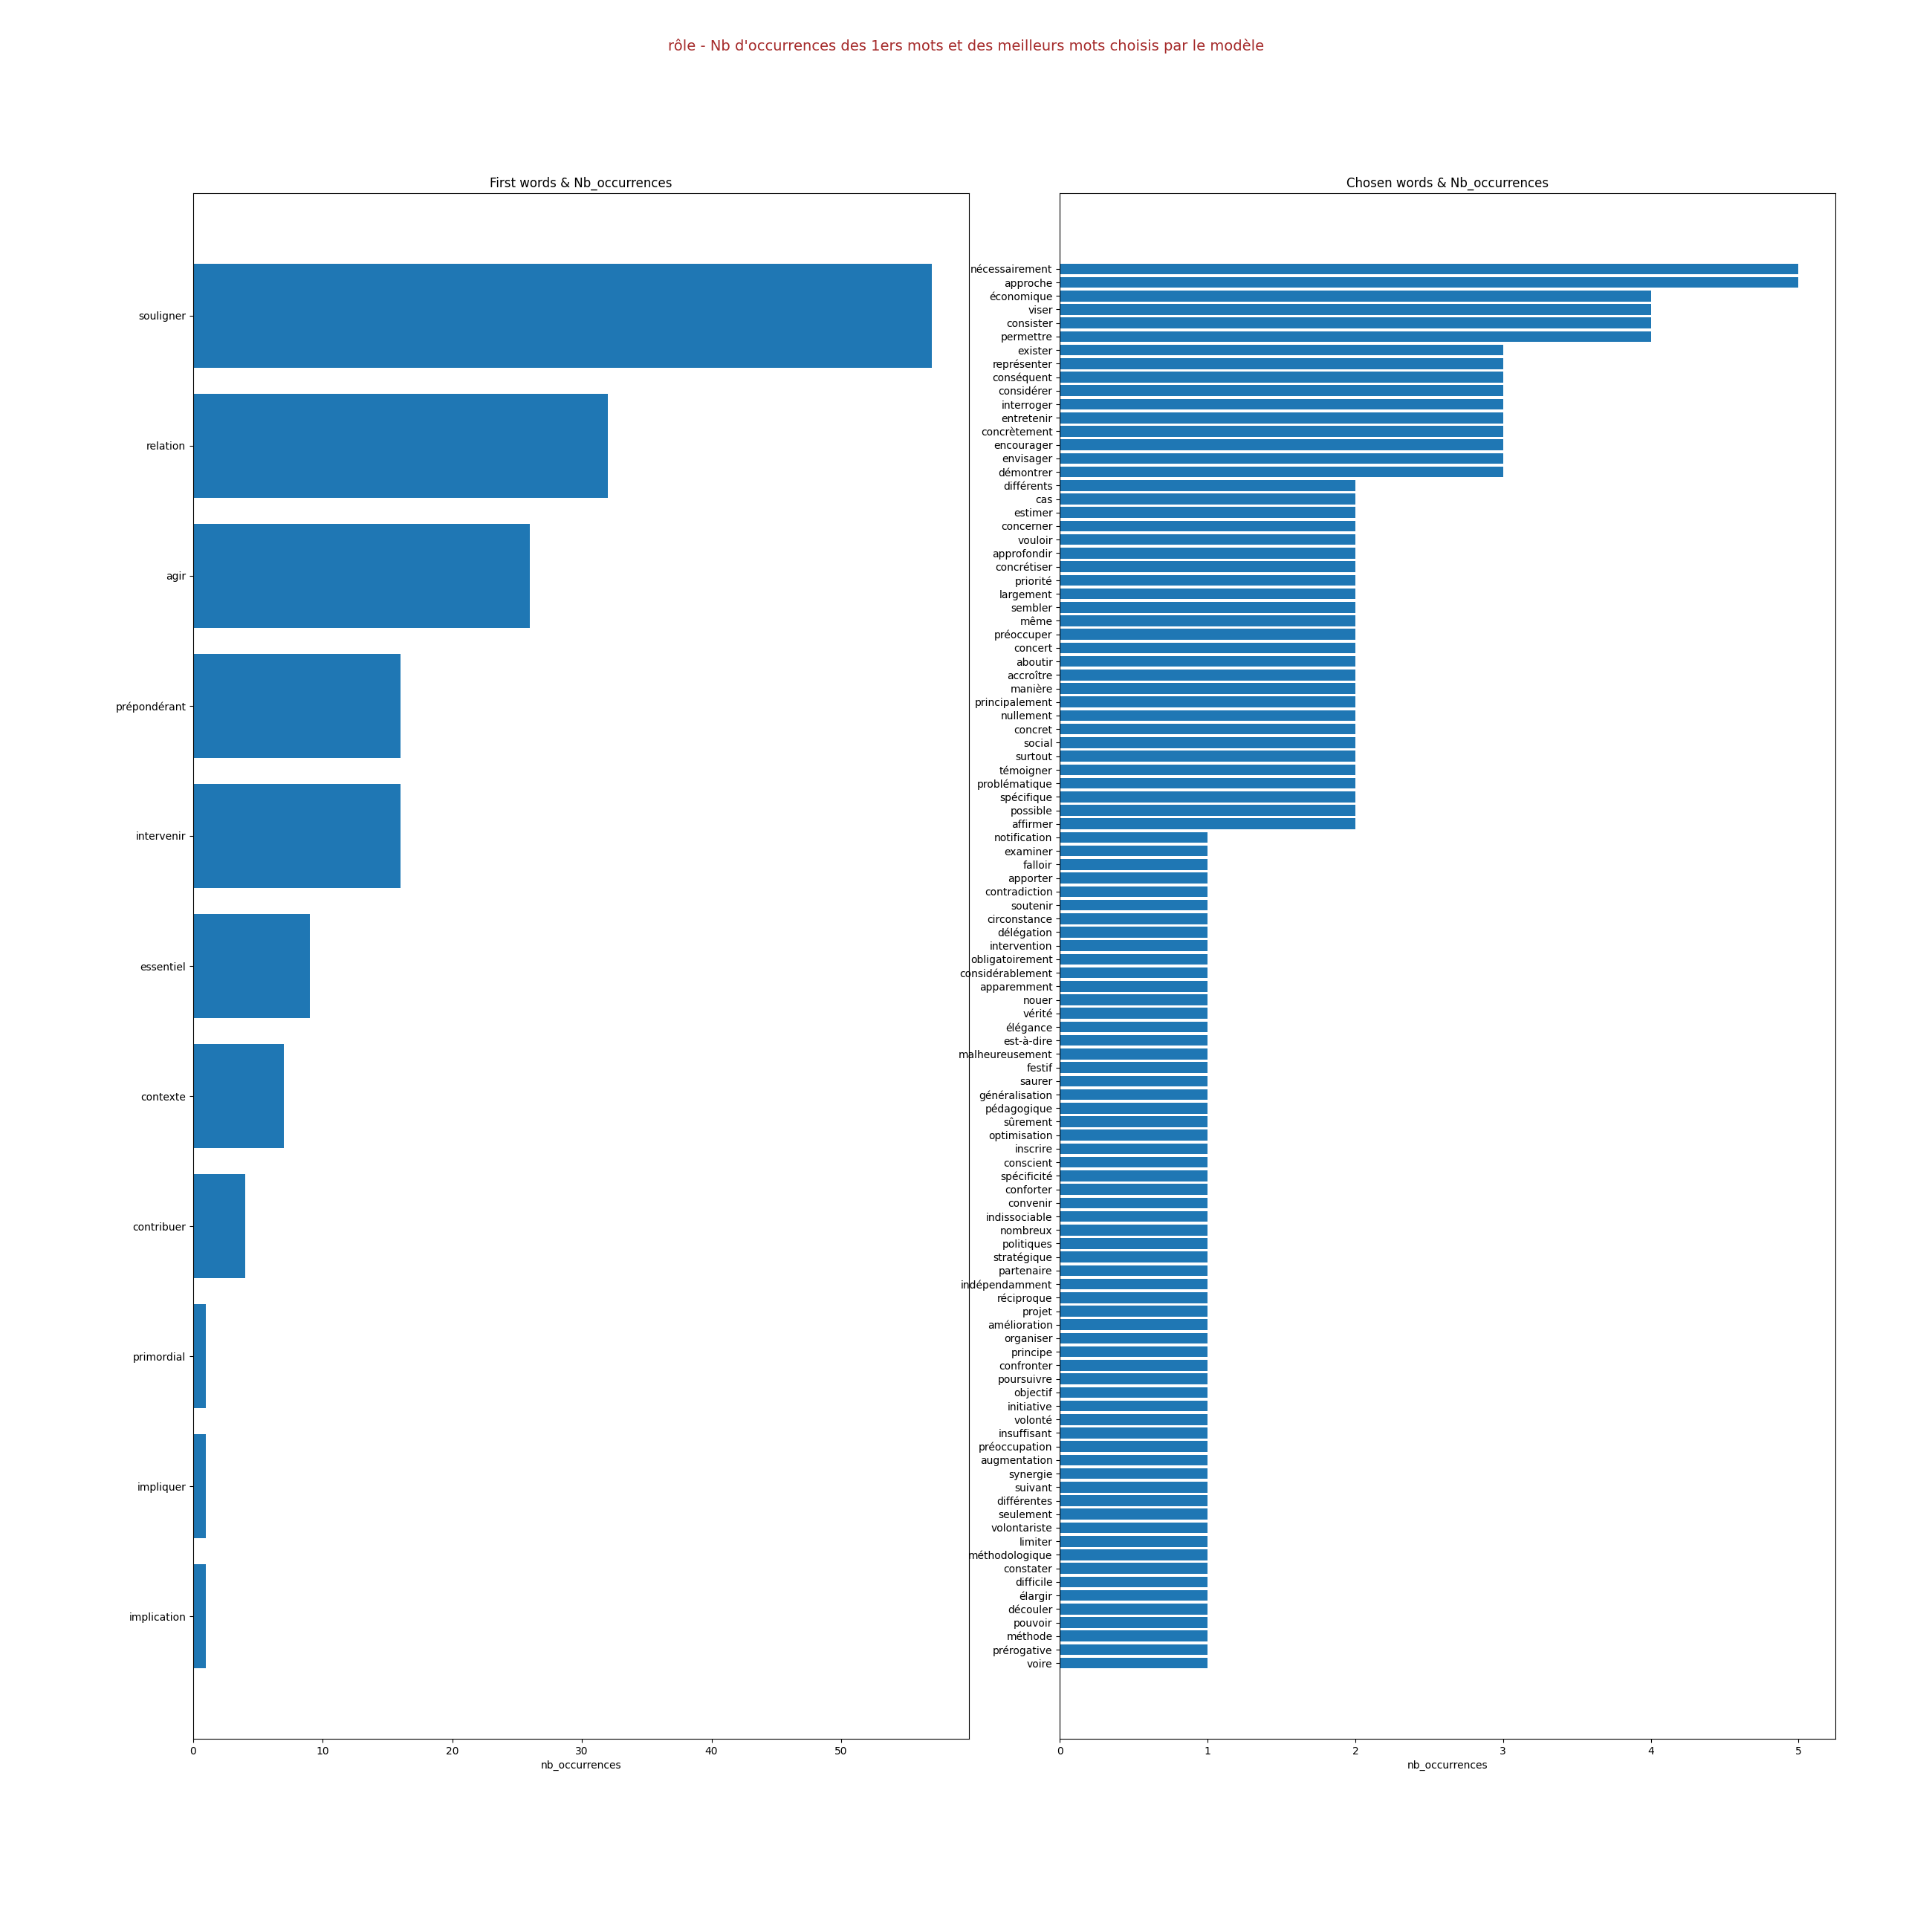 rôle - Nb d'occurrences des 1ers mots et des meilleurs mots choisis par le modèle
First words & Nb_occurrences
souligner
relation
agir
prépondérant
intervenir
essentiel
contexte
contribuer
primordial
impliquer
implication
0 10 20 30 40 50
nb_occurrences
Chosen words & Nb_occurrences
nécessairement
approche
économique
viser
consister
permettre
exister
représenter
conséquent
considérer
interroger
entretenir
concrètement
encourager
envisager
démontrer
différents
cas
estimer
concerner
vouloir
approfondir
concrétiser
priorité
largement
sembler
même
préoccuper
concert
aboutir
accroître
manière
principalement
nullement
concret
social
surtout
témoigner
problématique
spécifique
possible
affirmer
notification
examiner
falloir
apporter
contradiction
soutenir
circonstance
délégation
intervention
obligatoirement
considérablement
apparemment
nouer
vérité
élégance
est-à-dire
malheureusement
festif
saurer
généralisation
pédagogique
sûrement
optimisation
inscrire
conscient
spécificité
conforter
convenir
indissociable
nombreux
politiques
stratégique
partenaire
indépendamment
réciproque
projet
amélioration
organiser
principe
confronter
poursuivre
objectif
initiative
volonté
insuffisant
préoccupation
augmentation
synergie
suivant
différentes
seulement
volontariste
limiter
méthodologique
constater
difficile
élargir
découler
pouvoir
méthode
prérogative
voire
0 1 2 3 4 5
nb_occurrences